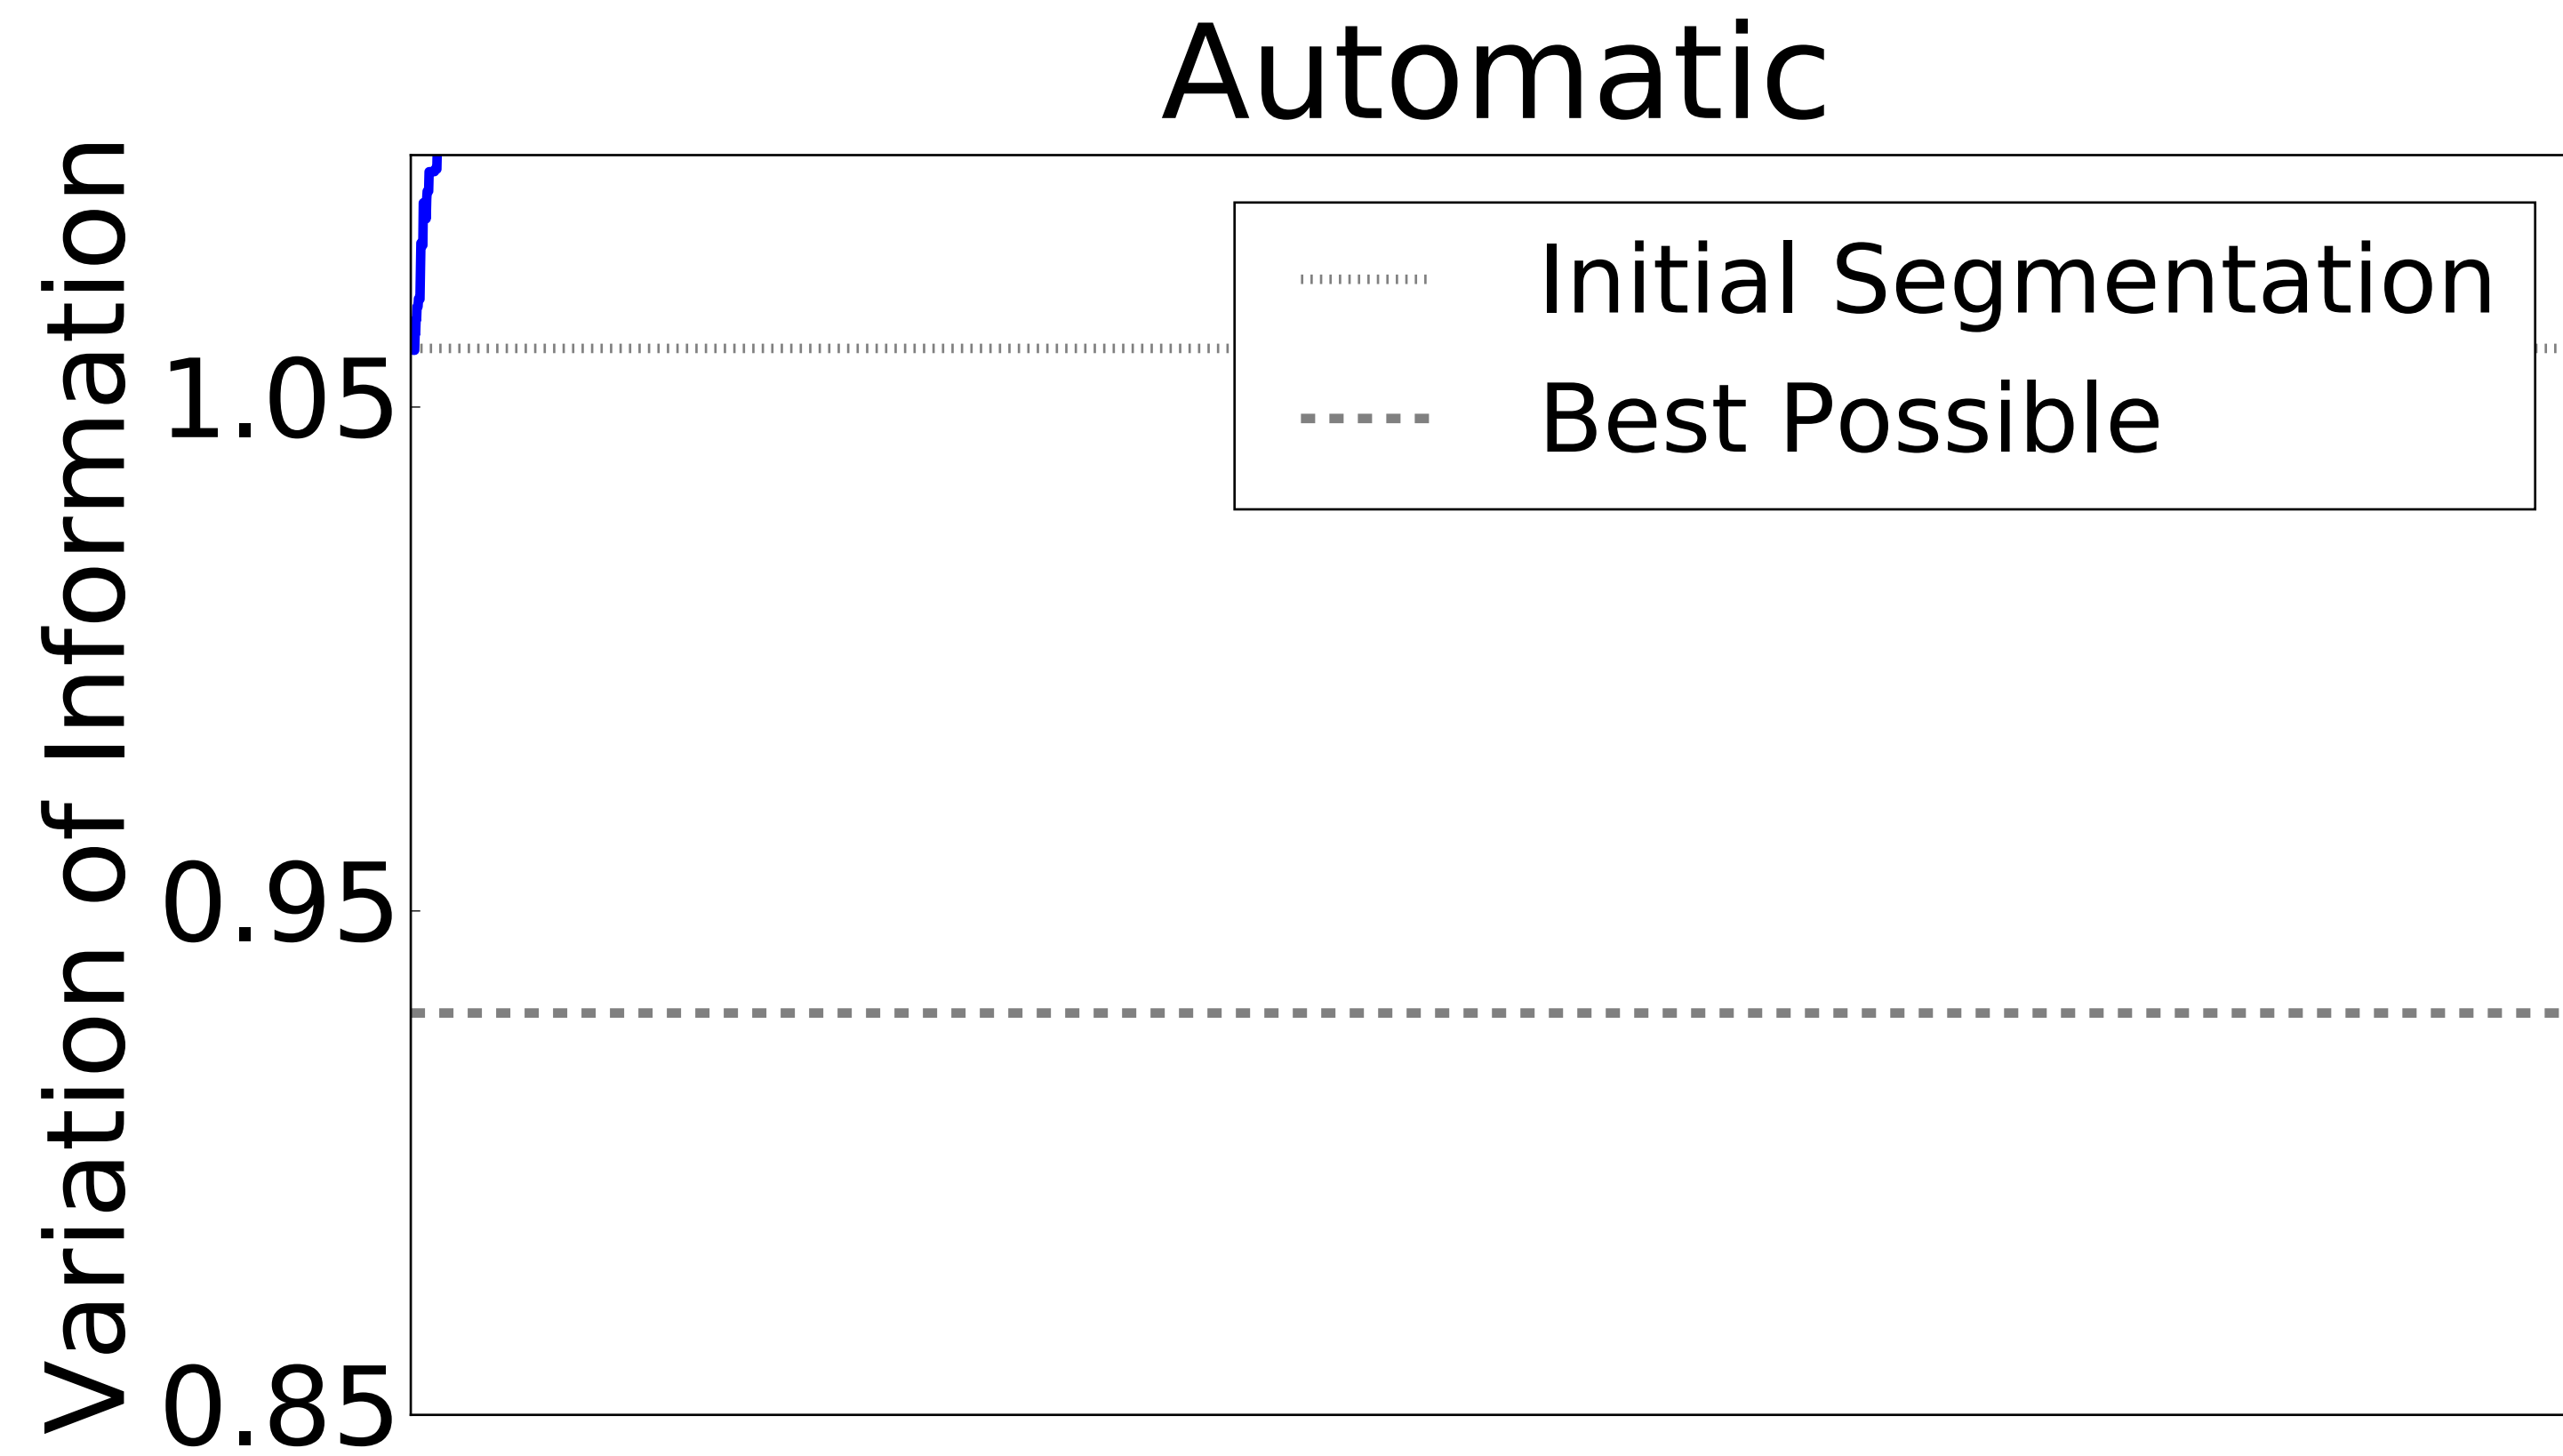 Automatic
Variation of Information
1.05
0.95
0.85
Initial Segmentation
Best Possible